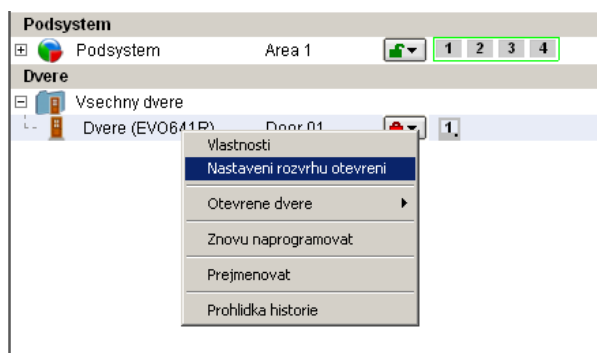 Podsystem
Podsystem Area 1 1 2 3 4
Dvere
Vsechny dvere
Dvere (EVO641R) Door 01 1
Vlastnosti
Nastaveni rozvrhu otevreni
Otevrene dvere
Znovu naprogramovat
Prejmenovat
Prohlidka historie